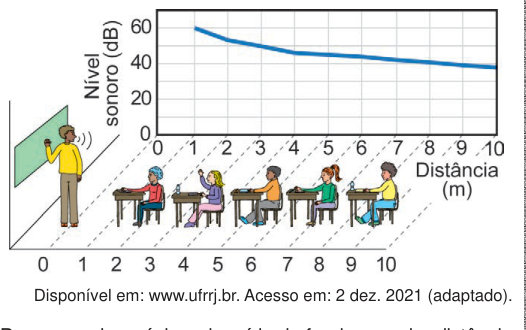 60
40
20
0
Nível
sonoro (dB)
0 1 2 3 4 5 6 7 8 9 10
Distância
(m)
0 1 2 3 4 5 6 7 8 9 10
Disponível em: www.ufrrj.br. Acesso em: 2 dez. 2021 (adaptado).